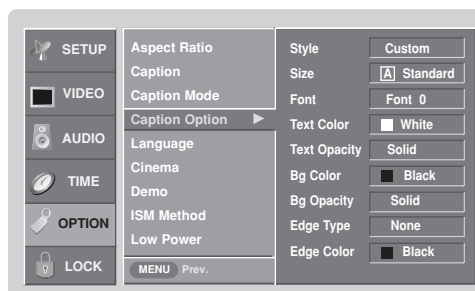 SETUP
VIDEO
AUDIO
TIME
OPTION
LOCK
Aspect Ratio
Caption
Caption Mode
Caption Option ▶
Language
Cinema
Demo
ISM Method
Low Power
MENU Prev.
Style Custom
Size A Standard
Font Font 0
Text Color White
Text Opacity Solid
Bg Color Black
Bg Opacity Solid
Edge Type None
Edge Color Black